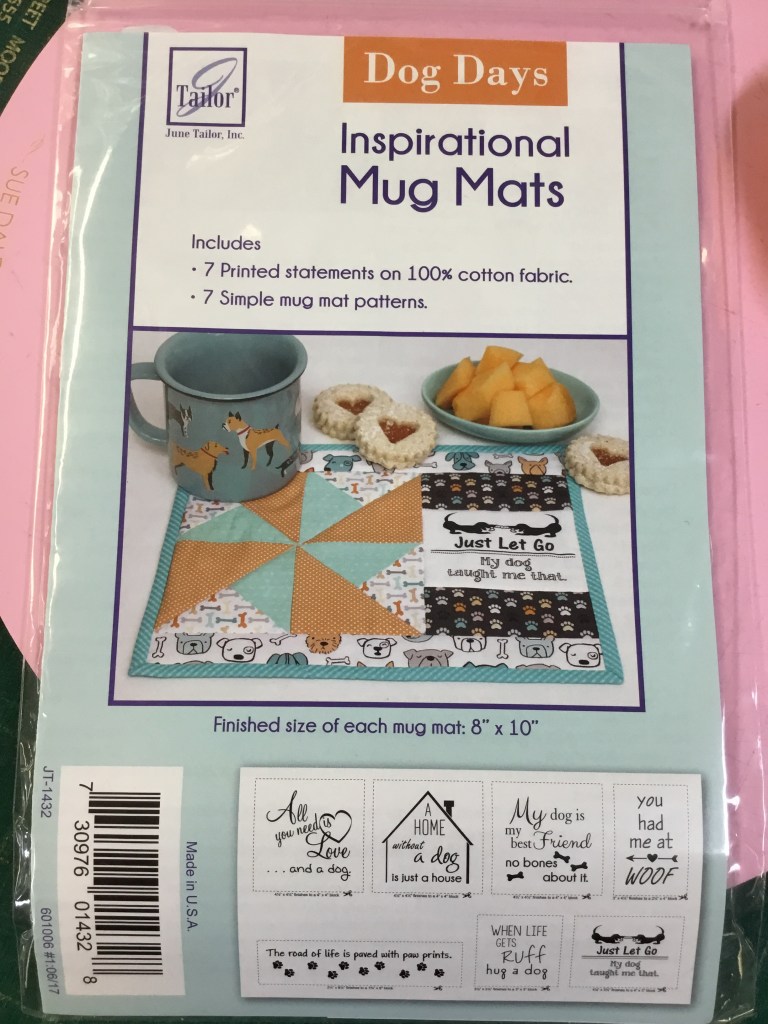 Dog Days
J
Tailor®
June Tailor, Inc.
Inspirational
Mug Mats
Includes
• 7 Printed statements on 100% cotton fabric.
• 7 Simple mug mat patterns.
Just Let Go
My dog
taught me that.
Finished size of each mug mat: 8” x 10”
JT-1432
7 30976 01432 8
Made in U.S.A.
601006 #1:06/17
All
you need is
Love
...and a dog.
A
HOME
without
a dog
is just a house
My dog is
my
best Friend
no bones
about it.
you
had
me at
WOOF
The road of life is paved with paw prints.
WHEN LIFE
GETS
RUFF
hug a dog
Just Let Go
My dog
taught me that.